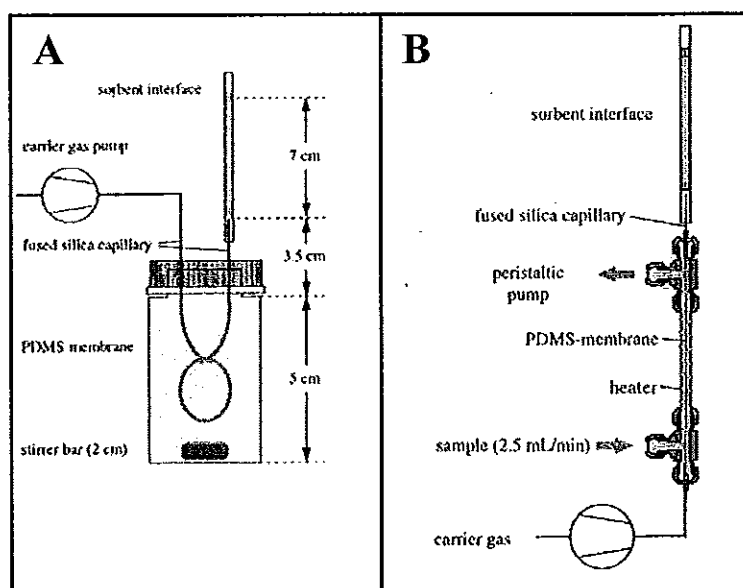 A
sorbent interface
carrier gas pump
7 cm
fused silica capillary
3.5 cm
PDMS membrane
5 cm
stirrer bar (2 cm)
B
sorbent interface
fused silica capillary
peristaltic
pump
PDMS-membrane
heater
sample (2.5 mL/min)
carrier gas